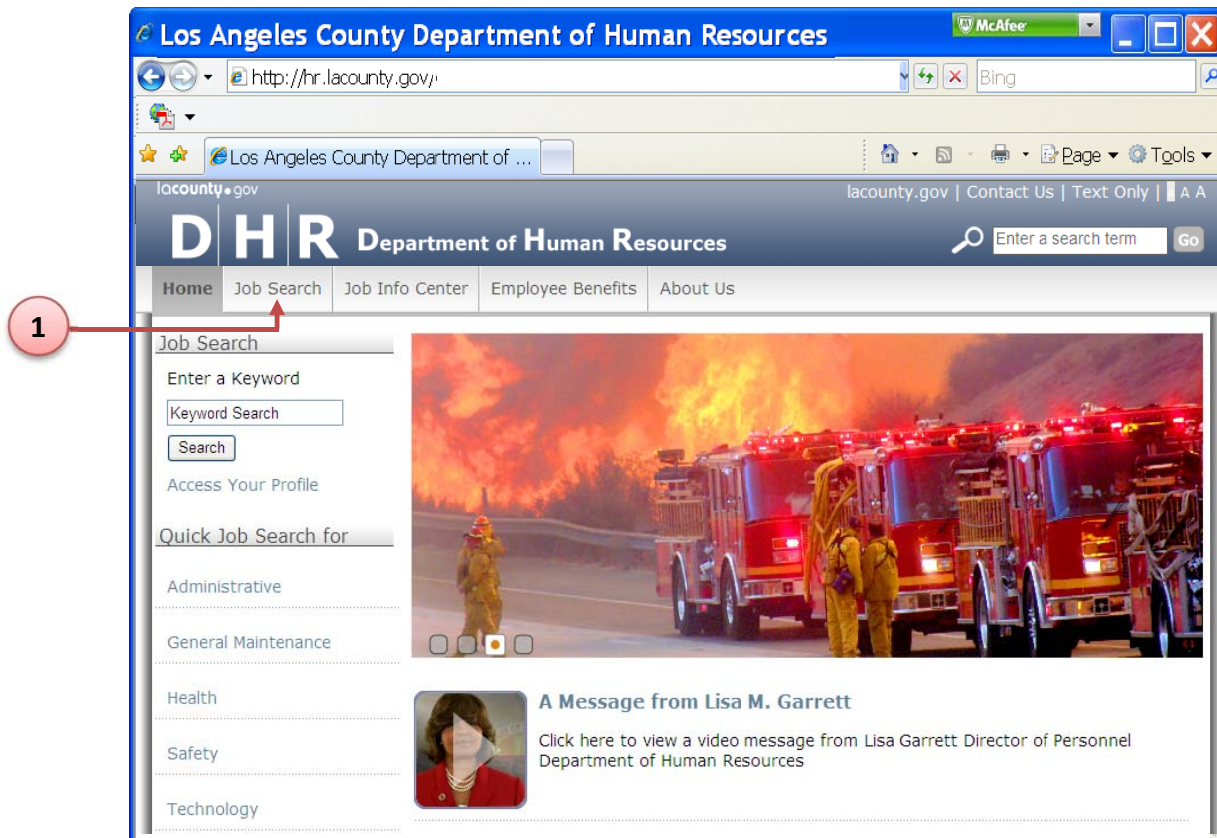 Los Angeles County Department of Human Resources
McAfee
http://hr.lacounty.gov/
Bing
Los Angeles County Department of ...
Page
Tools
lacounty.gov
lacounty.gov | Contact Us | Text Only | A A A
DHR Department of Human Resources
Enter a search term
Go
Home
Job Search
Job Info Center
Employee Benefits
About Us
1
Job Search
Enter a Keyword
Keyword Search
Search
Access Your Profile
Quick Job Search for
Administrative
General Maintenance
Health
Safety
Technology
A Message from Lisa M. Garrett
Click here to view a video message from Lisa Garrett Director of Personnel
Department of Human Resources